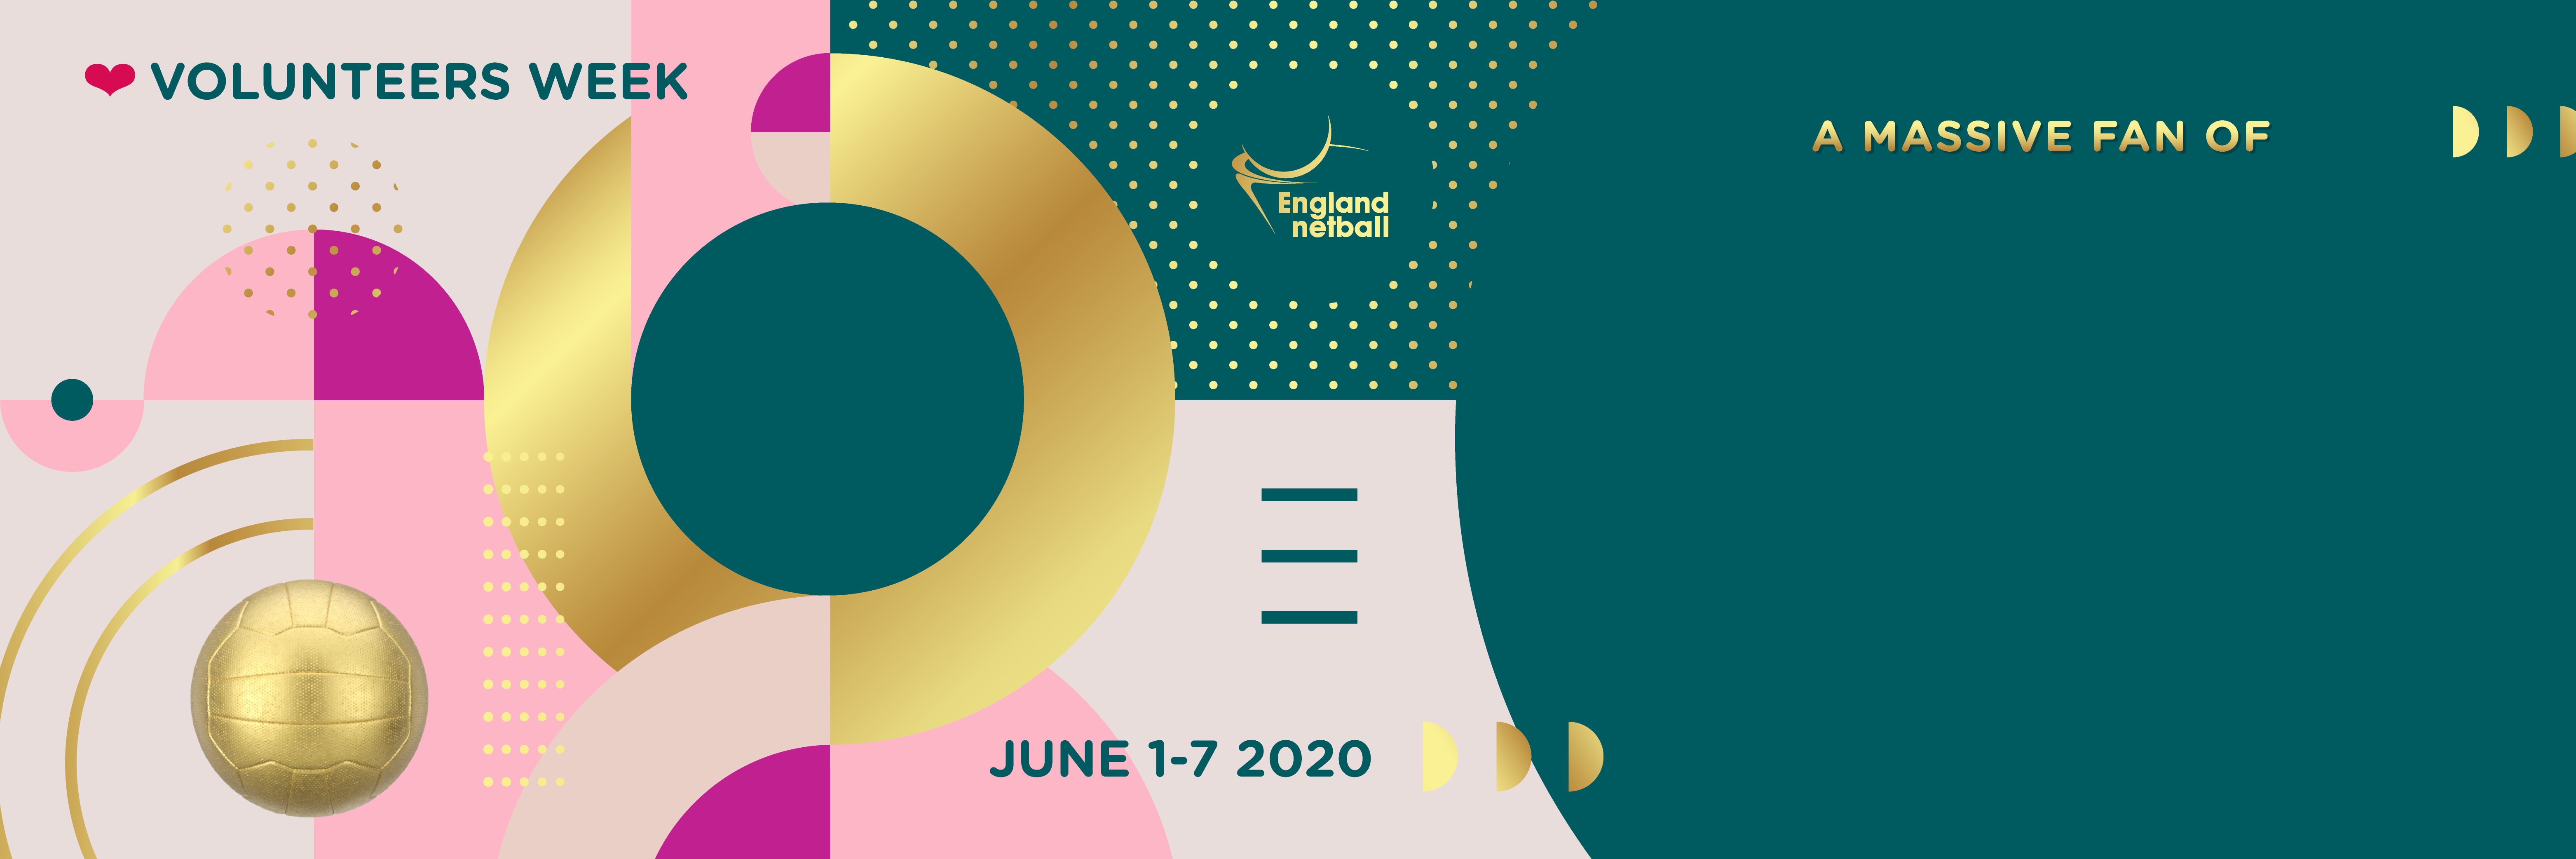 ❤ VOLUNTEERS WEEK
England
netball
A MASSIVE FAN OF
JUNE 1-7 2020